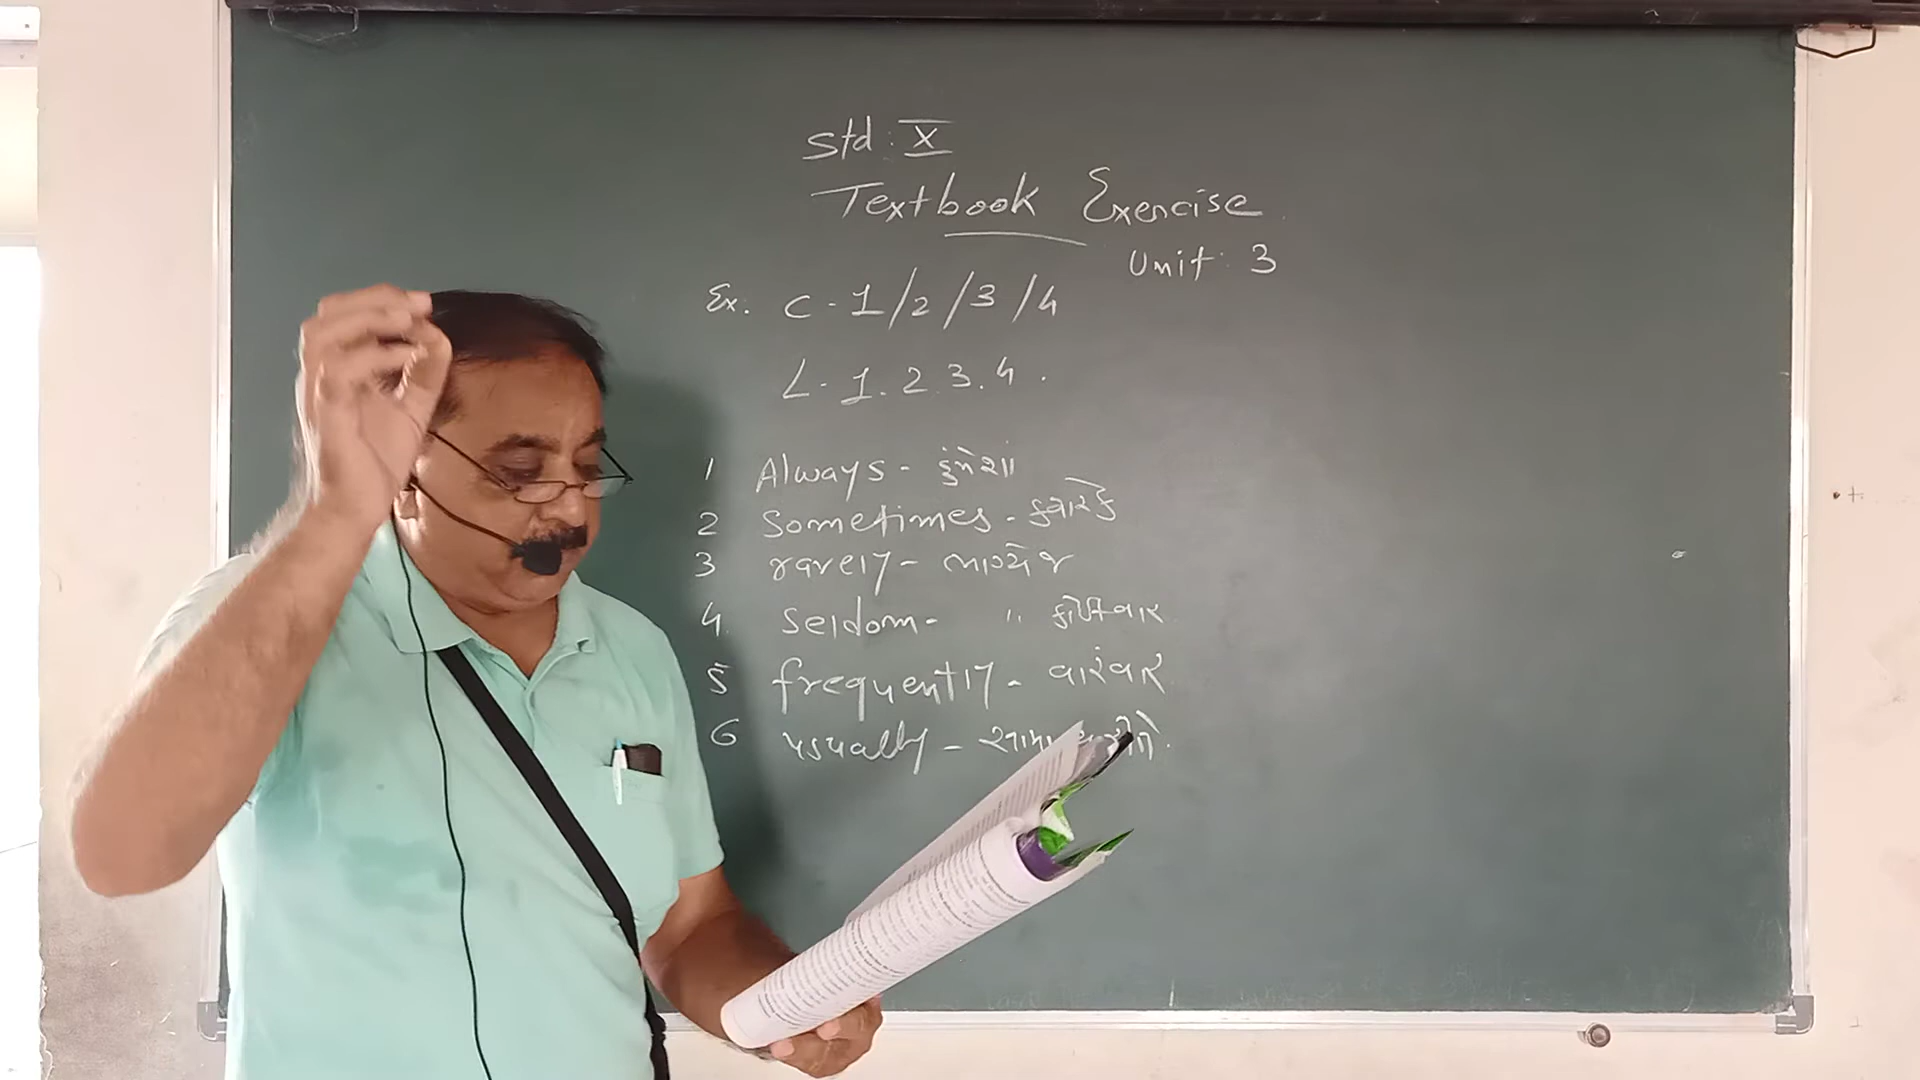 Std: X
Textbook Exercise
Unit: 3
Ex. C-1/2/3/4
L-1.2.3.4.
1 Always - હંમેશા
2 Sometimes - ક્યારેક
3 rarely - ભાગ્યેજ
4. Seldom - " કોઈવાર
5 frequently - વારંવાર
6 usually -